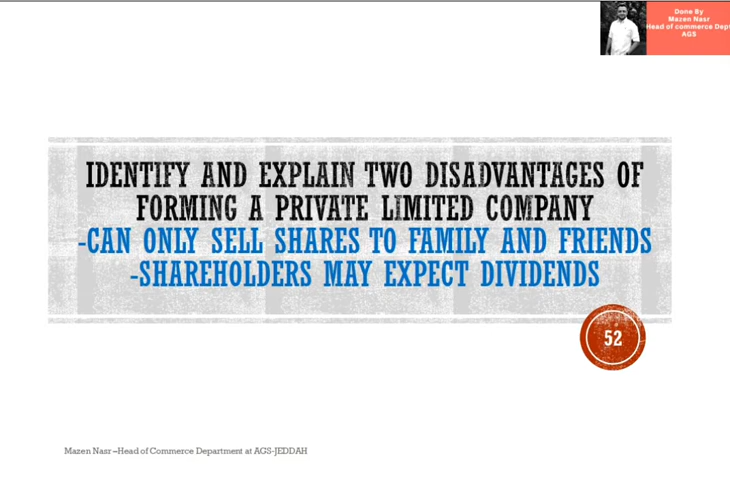 Done By
Mazen Nasr
Head of commerce Dept
AGS
IDENTIFY AND EXPLAIN TWO DISADVANTAGES OF
FORMING A PRIVATE LIMITED COMPANY
-CAN ONLY SELL SHARES TO FAMILY AND FRIENDS
-SHAREHOLDERS MAY EXPECT DIVIDENDS
52
Mazen Nasr –Head of Commerce Department at AGS-JEDDAH